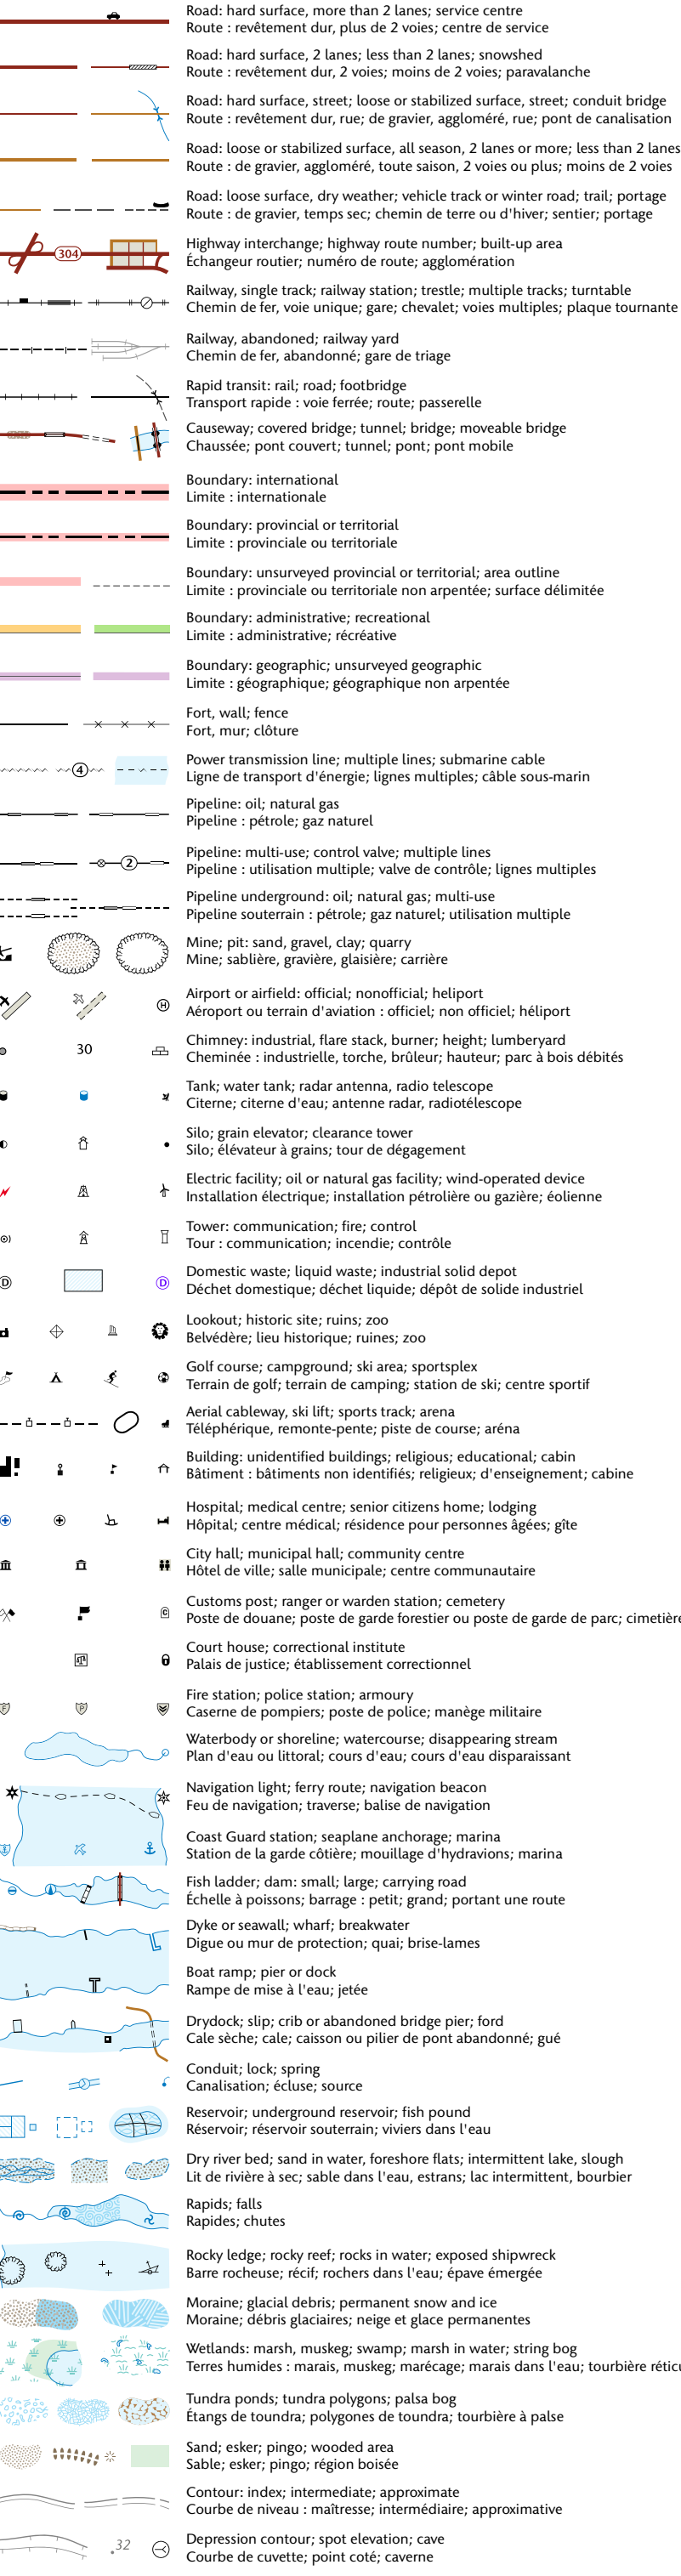 Road: hard surface, more than 2 lanes; service centre
Route : revêtement dur, plus de 2 voies; centre de service
Road: hard surface, 2 lanes; less than 2 lanes; snowshed
Route : revêtement dur, 2 voies; moins de 2 voies; paravalanche
Road: hard surface, street; loose or stabilized surface, street; conduit bridge
Route : revêtement dur, rue; de gravier, aggloméré, rue; pont de canalisation
Road: loose or stabilized surface, all season, 2 lanes or more; less than 2 lanes
Route : de gravier, aggloméré, toute saison, 2 voies ou plus; moins de 2 voies
Road: loose surface, dry weather; vehicle track or winter road; trail; portage
Route : de gravier, temps sec; chemin de terre ou d'hiver; sentier; portage
304
Highway interchange; highway route number; built-up area
Échangeur routier; numéro de route; agglomération
Railway, single track; railway station; trestle; multiple tracks; turntable
Chemin de fer, voie unique; gare; chevalet; voies multiples; plaque tournante
Railway, abandoned; railway yard
Chemin de fer, abandonné; gare de triage
Rapid transit: rail; road; footbridge
Transport rapide : voie ferrée; route; passerelle
Causeway; covered bridge; tunnel; bridge; moveable bridge
Chaussée; pont couvert; tunnel; pont; pont mobile
Boundary: international
Limite : internationale
Boundary: provincial or territorial
Limite : provinciale ou territoriale
Boundary: unsurveyed provincial or territorial; area outline
Limite : provinciale ou territoriale non arpentée; surface délimitée
Boundary: administrative; recreational
Limite : administrative; récréative
Boundary: geographic; unsurveyed geographic
Limite : géographique; géographique non arpentée
Fort, wall; fence
Fort, mur; clôture
4
Power transmission line; multiple lines; submarine cable
Ligne de transport d'énergie; lignes multiples; câble sous-marin
Pipeline: oil; natural gas
Pipeline : pétrole; gaz naturel
2
Pipeline: multi-use; control valve; multiple lines
Pipeline : utilisation multiple; valve de contrôle; lignes multiples
Pipeline underground: oil; natural gas; multi-use
Pipeline souterrain : pétrole; gaz naturel; utilisation multiple
Mine; pit: sand, gravel, clay; quarry
Mine; sablière, gravière, glaisière; carrière
H
Airport or airfield: official; nonofficial; heliport
Aéroport ou terrain d'aviation : officiel; non officiel; héliport
30
Chimney: industrial, flare stack, burner; height; lumberyard
Cheminée : industrielle, torche, brûleur; hauteur; parc à bois débités
Tank; water tank; radar antenna, radio telescope
Citerne; citerne d'eau; antenne radar, radiotélescope
Silo; grain elevator; clearance tower
Silo; élévateur à grains; tour de dégagement
Electric facility; oil or natural gas facility; wind-operated device
Installation électrique; installation pétrolière ou gazière; éolienne
Tower: communication; fire; control
Tour : communication; incendie; contrôle
D D
Domestic waste; liquid waste; industrial solid depot
Déchet domestique; déchet liquide; dépôt de solide industriel
Lookout; historic site; ruins; zoo
Belvédère; lieu historique; ruines; zoo
Golf course; campground; ski area; sportsplex
Terrain de golf; terrain de camping; station de ski; centre sportif
Aerial cableway, ski lift; sports track; arena
Téléphérique, remonte-pente; piste de course; aréna
Building: unidentified buildings; religious; educational; cabin
Bâtiment : bâtiments non identifiés; religieux; d'enseignement; cabine
Hospital; medical centre; senior citizens home; lodging
Hôpital; centre médical; résidence pour personnes âgées; gîte
City hall; municipal hall; community centre
Hôtel de ville; salle municipale; centre communautaire
C
Customs post; ranger or warden station; cemetery
Poste de douane; poste de garde forestier ou poste de garde de parc; cimetière
Court house; correctional institute
Palais de justice; établissement correctionnel
F P
Fire station; police station; armoury
Caserne de pompiers; poste de police; manège militaire
Waterbody or shoreline; watercourse; disappearing stream
Plan d'eau ou littoral; cours d'eau; cours d'eau disparaissant
Navigation light; ferry route; navigation beacon
Feu de navigation; traverse; balise de navigation
Coast Guard station; seaplane anchorage; marina
Station de la garde côtière; mouillage d'hydravions; marina
Fish ladder; dam: small; large; carrying road
Échelle à poissons; barrage : petit; grand; portant une route
Dyke or seawall; wharf; breakwater
Digue ou mur de protection; quai; brise-lames
Boat ramp; pier or dock
Rampe de mise à l'eau; jetée
Drydock; slip; crib or abandoned bridge pier; ford
Cale sèche; cale; caisson ou pilier de pont abandonné; gué
Conduit; lock; spring
Canalisation; écluse; source
Reservoir; underground reservoir; fish pound
Réservoir; réservoir souterrain; viviers dans l'eau
Dry river bed; sand in water, foreshore flats; intermittent lake, slough
Lit de rivière à sec; sable dans l'eau, estrans; lac intermittent, bourbier
Rapids; falls
Rapides; chutes
Rocky ledge; rocky reef; rocks in water; exposed shipwreck
Barre rocheuse; récif; rochers dans l'eau; épave émergée
Moraine; glacial debris; permanent snow and ice
Moraine; débris glaciaires; neige et glace permanentes
Wetlands: marsh, muskeg; swamp; marsh in water; string bog
Terres humides : marais, muskeg; marécage; marais dans l'eau; tourbière réticu
Tundra ponds; tundra polygons; palsa bog
Étangs de toundra; polygones de toundra; tourbière à palse
Sand; esker; pingo; wooded area
Sable; esker; pingo; région boisée
Contour: index; intermediate; approximate
Courbe de niveau : maîtresse; intermédiaire; approximative
.32
Depression contour; spot elevation; cave
Courbe de cuvette; point coté; caverne